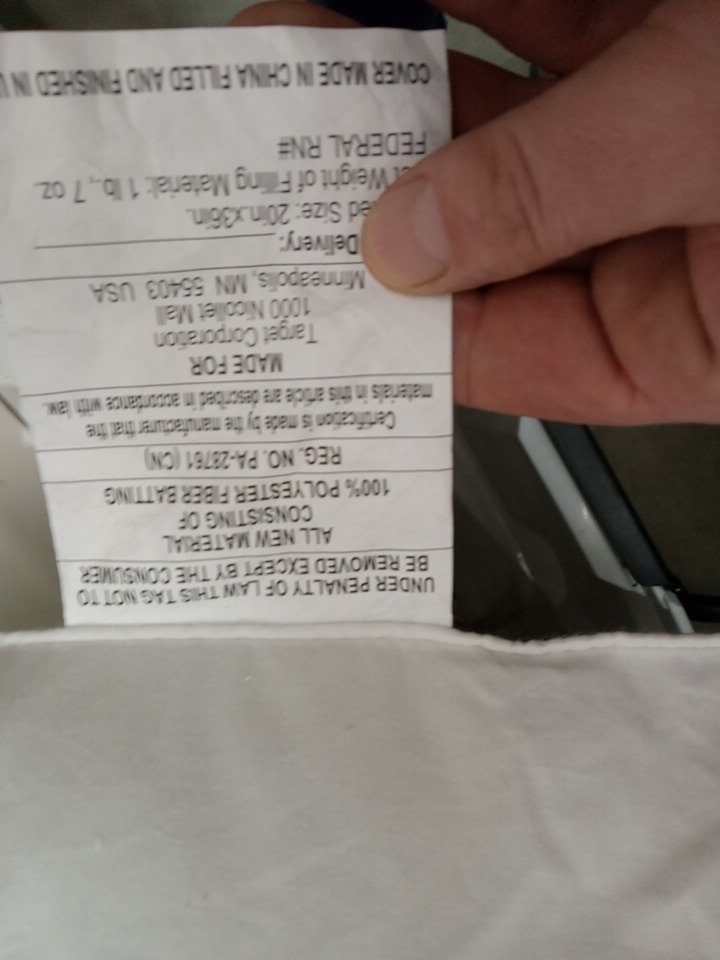 UNDER PENALTY OF LAW THIS TAG NOT TO
BE REMOVED EXCEPT BY THE CONSUMER
ALL NEW MATERIAL
CONSISTING OF
100% POLYESTER FIBER BATTING
REG. NO. PA-28761 (CN)
Certification is made by the manufacturer that the
materials in this article are described in accordance with law.
MADE FOR
Target Corporation
1000 Nicollet Mall
Minneapolis, MN 55403 USA
Delivery:
Size: 20in.x36in.
Weight of Filling Material: 1 lb., 7 oz.
FEDERAL RN#
COVER MADE IN CHINA FILLED AND FINISHED IN